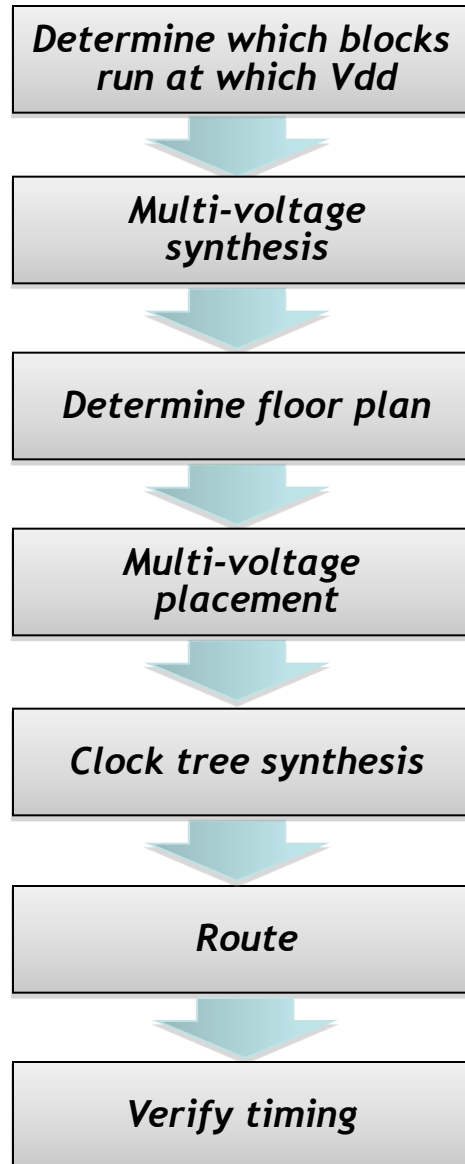 Determine which blocks
run at which Vdd
Multi-voltage
synthesis
Determine floor plan
Multi-voltage
placement
Clock tree synthesis
Route
Verify timing